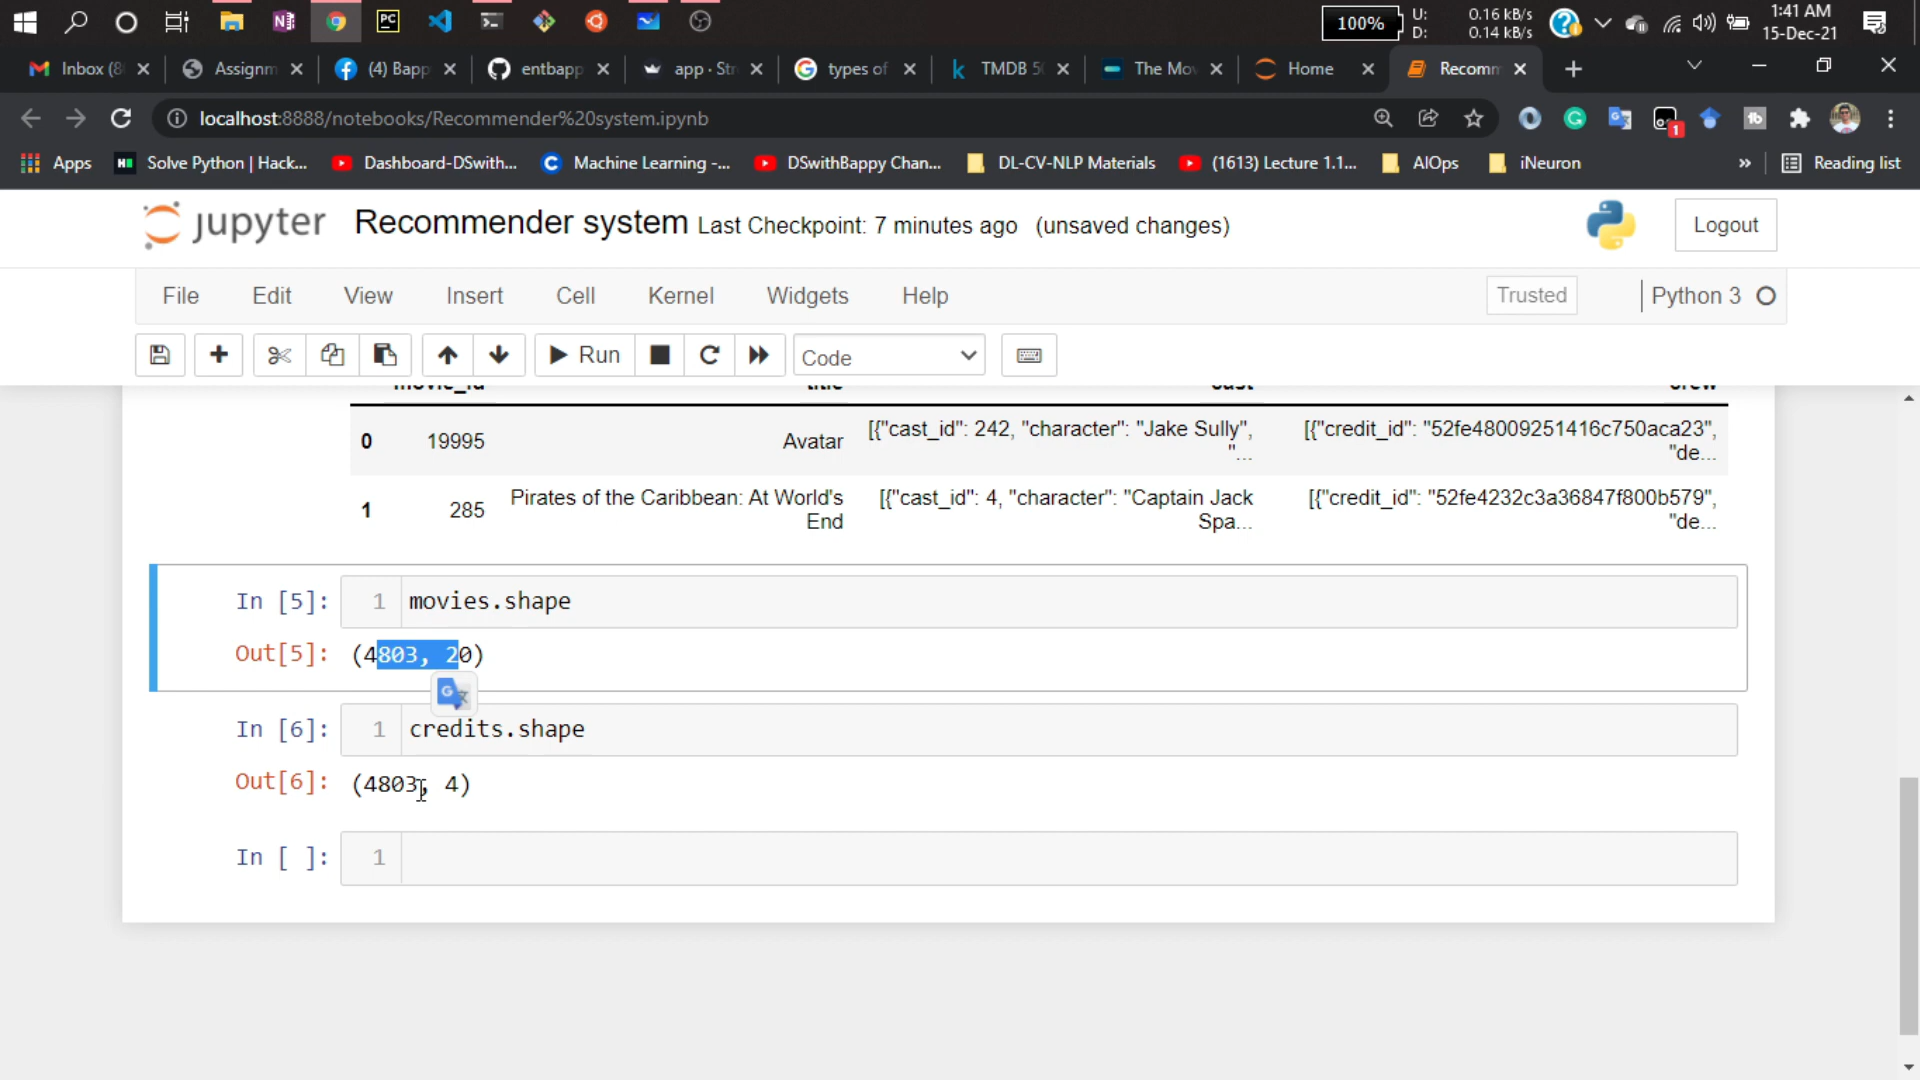 100%
U: 0.16 kB/s
D: 0.14 kB/s
1:41 AM
15-Dec-21
Inbox (8
Assignm
(4) Bapp
entbapp
app · Str
types of
TMDB 5
The Mov
Home
Recomm
localhost:8888/notebooks/Recommender%20system.ipynb
1
Apps
Solve Python | Hack...
Dashboard-DSwith...
Machine Learning -...
DSwithBappy Chan...
DL-CV-NLP Materials
(1613) Lecture 1.1...
AIOps
iNeuron
»
Reading list
jupyter Recommender system Last Checkpoint: 7 minutes ago (unsaved changes)
Logout
File Edit View Insert Cell Kernel Widgets Help
Trusted
Python 3
Run
Code
movie_id title cast crew
0 19995 Avatar [{"cast_id": 242, "character": "Jake Sully", "... [{"credit_id": "52fe48009251416c750aca23", "de...
1 285 Pirates of the Caribbean: At World's End [{"cast_id": 4, "character": "Captain Jack Spa... [{"credit_id": "52fe4232c3a36847f800b579", "de...
In [5]: 1 movies.shape
Out[5]: (4803, 20)
In [6]: 1 credits.shape
Out[6]: (4803, 4)
In [ ]: 1